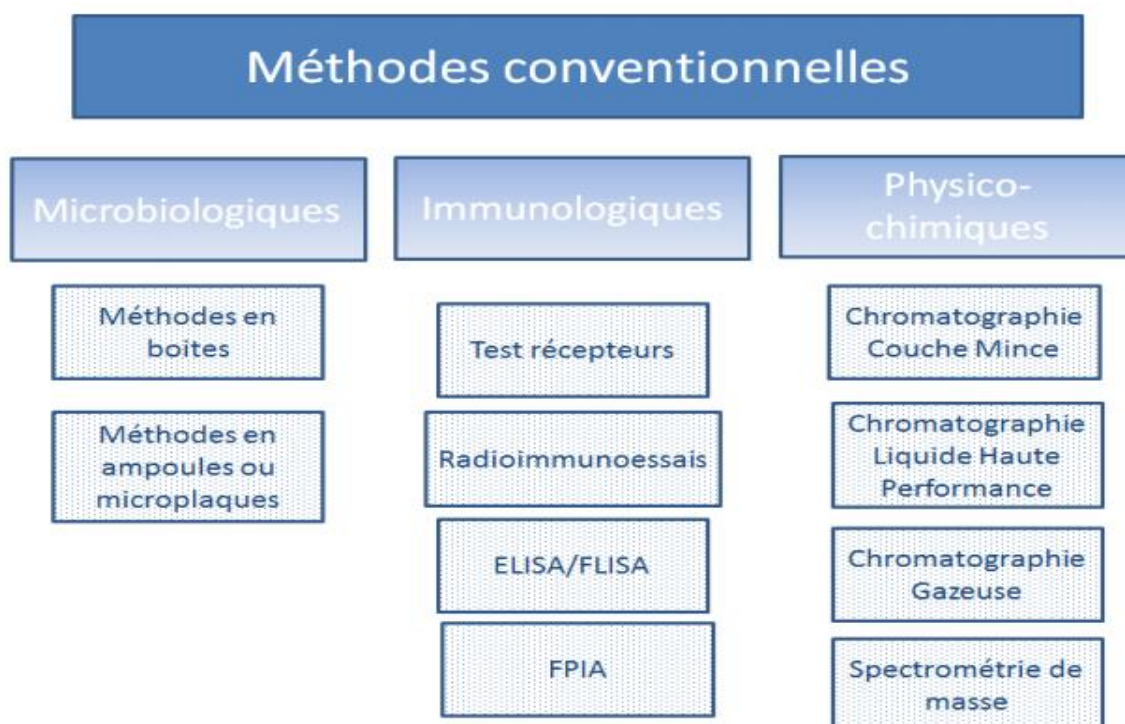 Méthodes conventionnelles
Microbiologiques
Méthodes en
boites
Méthodes en
ampoules ou
microplaques
Immunologiques
Test récepteurs
Radioimmunoessais
ELISA/FLISA
FPIA
Physico-
chimiques
Chromatographie
Couche Mince
Chromatographie
Liquide Haute
Performance
Chromatographie
Gazeuse
Spectrométrie de
masse